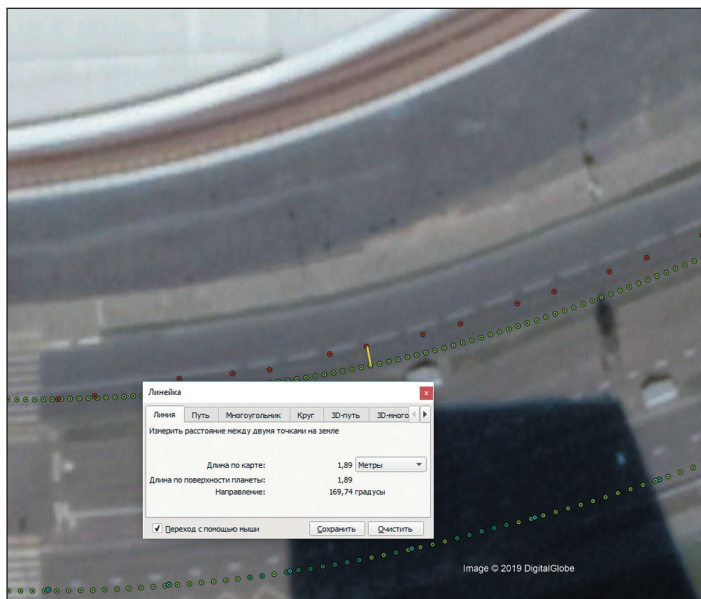 Линейка
Линия Путь Многоугольник Круг 3D-путь 3D-много
Измерить расстояние между двумя точками на земле
Длина по карте: 1,89 Метры
Длина по поверхности планеты: 1,89
Направление: 169,74 градусы
Переход с помощью мыши Сохранить Очистить
Image © 2019 DigitalGlobe